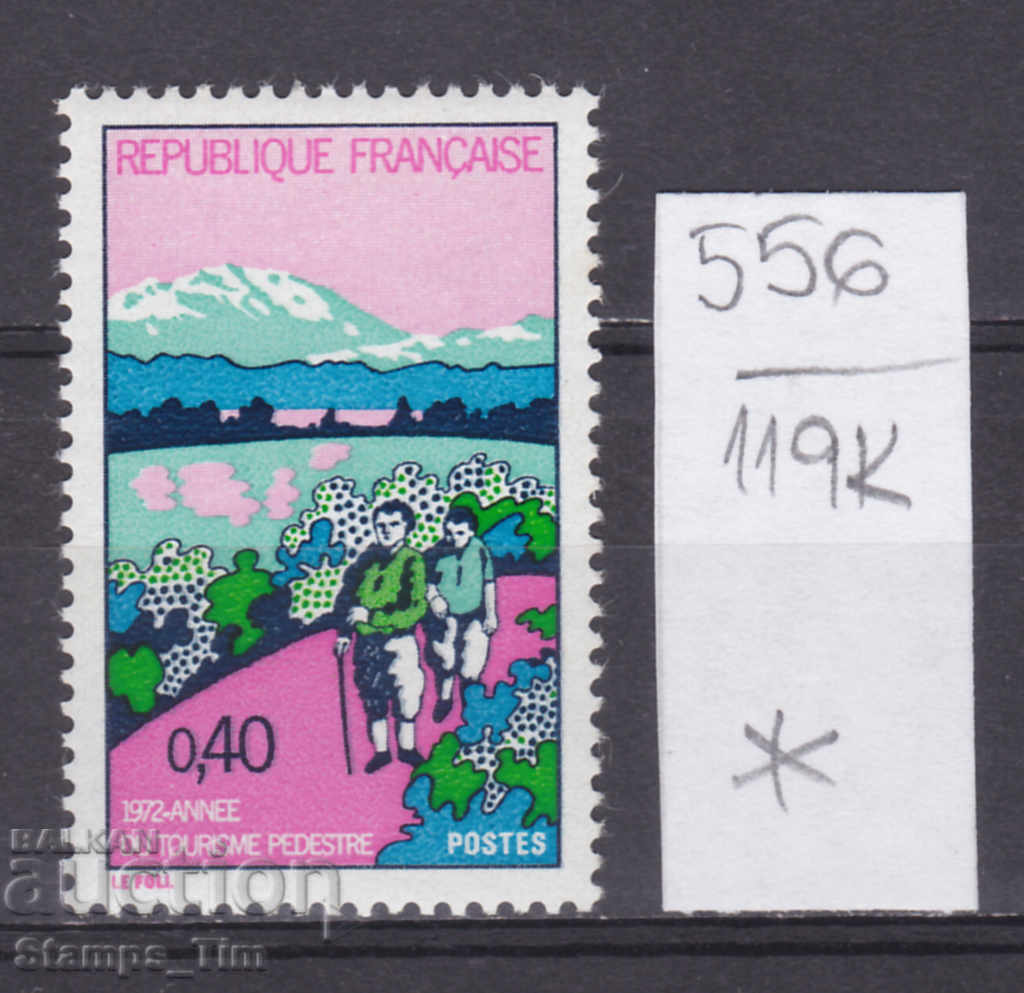 REPUBLIQUE FRANÇAISE
0,40
1972-ANNEE
DU TOURISME PEDESTRE
POSTES
LE FOLL
556
119K
*
BALKAN
auction
Stamps_Tim